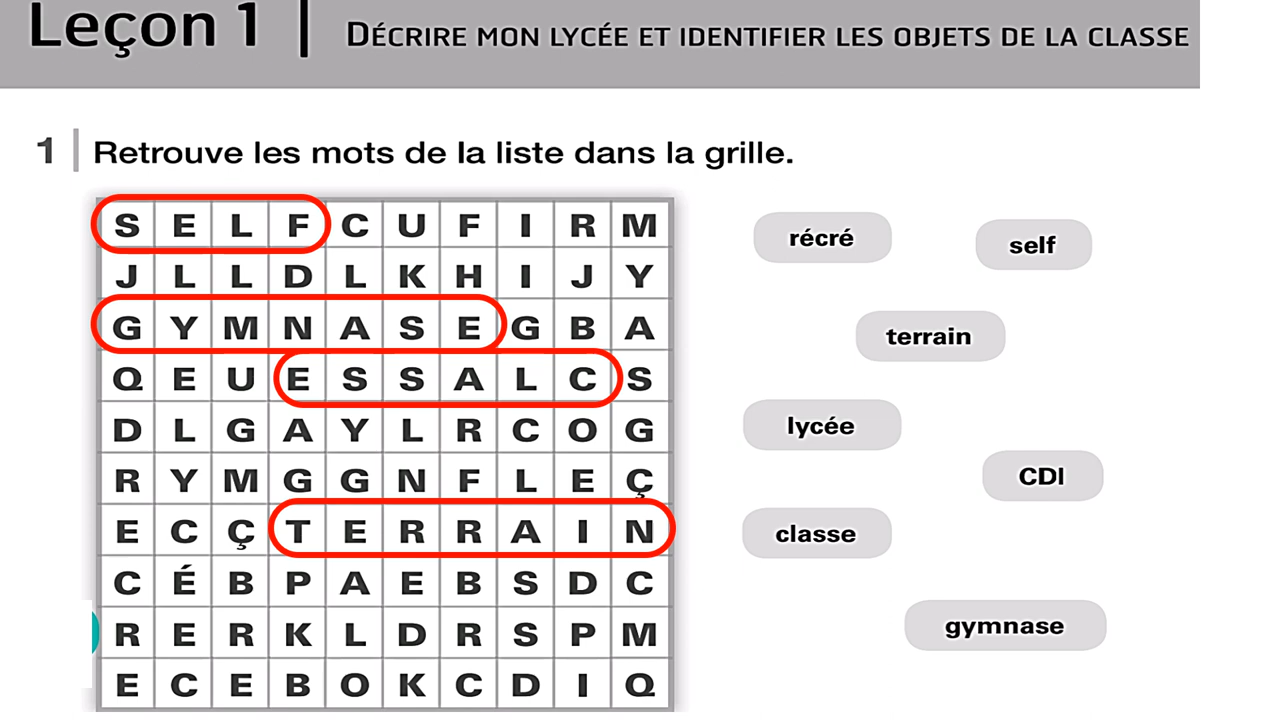 Leçon 1 | DÉCRIRE MON LYCÉE ET IDENTIFIER LES OBJETS DE LA CLASSE
1 | Retrouve les mots de la liste dans la grille.
S E L F C U F I R M
J L L D L K H I J Y
G Y M N A S E G B A
Q E U E S S A L C S
D L G A Y L R C O G
R Y M G G N F L E Ç
E C Ç T E R R A I N
C É B P A E B S D C
R E R K L D R S P M
E C E B O K C D I Q
récré
self
terrain
lycée
CDI
classe
gymnase